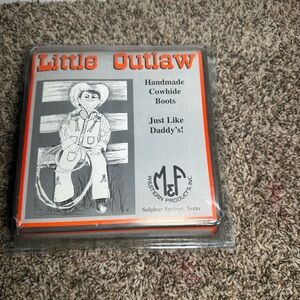 Little Outlaw
Handmade
Cowhide
Boots
Just Like
Daddy's!
M&F
WESTERN PRODUCTS, INC.
Sulphur Springs, Texas